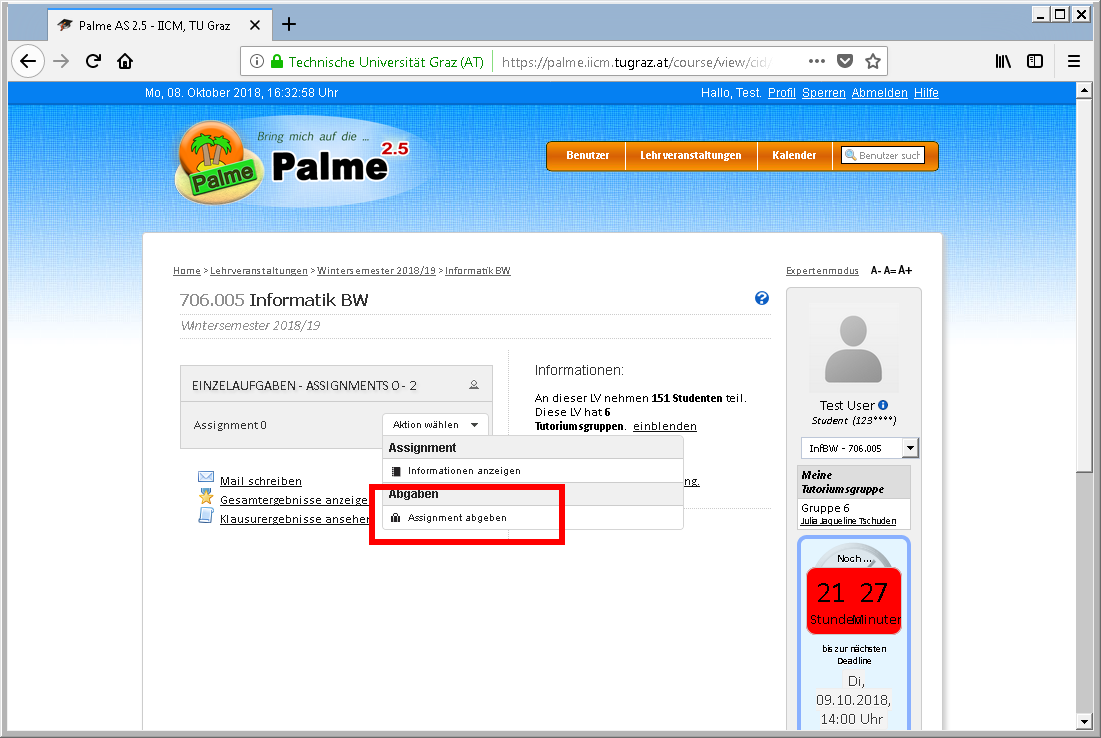 Palme AS 2.5 - IICM, TU Graz
Technische Universität Graz (AT)
https://palme.iicm.tugraz.at/course/view/cid/
Mo, 08. Oktober 2018, 16:32:58 Uhr
Hallo, Test. Profil Sperren Abmelden Hilfe
Bring mich auf die ...
Palme 2.5
Palme
Benutzer
Lehrveranstaltungen
Kalender
Benutzer such
Home > Lehrveranstaltungen > Wintersemester 2018/19 > Informatik BW
Expertenmodus A- A= A+
706.005 Informatik BW
Wintersemester 2018/19
EINZELAUFGABEN - ASSIGNMENTS 0 - 2
Assignment 0
Aktion wählen
Assignment
Informationen anzeigen
Abgaben
Assignment abgeben
Mail schreiben
Gesamtergebnisse anzeige
Klausurergebnisse ansehen
Informationen:
An dieser LV nehmen 151 Studenten teil.
Diese LV hat 6
Tutoriumsgruppen. einblenden
ng.
Test User
Student (123****)
InfBW - 706.005
Meine
Tutoriumsgruppe
Gruppe 6
Julia Jaqueline Tschuden
Noch ...
21 27
Stunden Minuten
bis zur nächsten
Deadline
Di,
09.10.2018,
14:00 Uhr